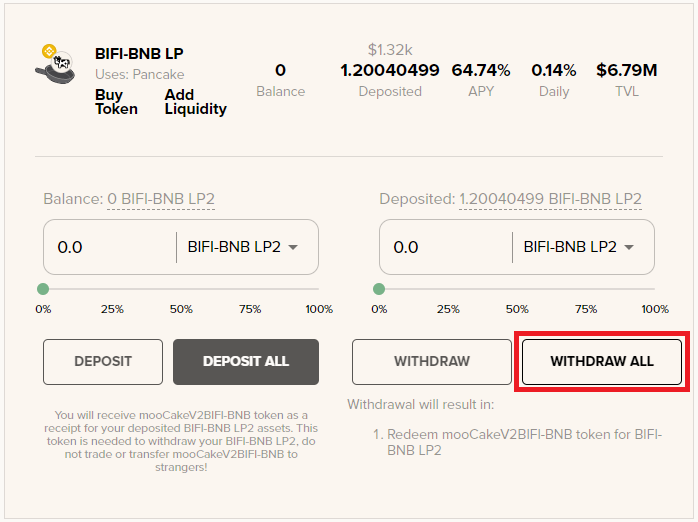 BIFI-BNB LP
Uses: Pancake
Buy Token
Add Liquidity
0
Balance
$1.32k
1.20040499
Deposited
64.74%
APY
0.14%
Daily
$6.79M
TVL
Balance: 0 BIFI-BNB LP2
0.0
BIFI-BNB LP2
0% 25% 50% 75% 100%
DEPOSIT
DEPOSIT ALL
You will receive mooCakeV2BIFI-BNB token as a
receipt for your deposited BIFI-BNB LP2 assets. This
token is needed to withdraw your BIFI-BNB LP2, do
not trade or transfer mooCakeV2BIFI-BNB to
strangers!
Deposited: 1.20040499 BIFI-BNB LP2
0.0
BIFI-BNB LP2
0% 25% 50% 75% 100%
WITHDRAW
WITHDRAW ALL
Withdrawal will result in:
1. Redeem mooCakeV2BIFI-BNB token for BIFI-
BNB LP2